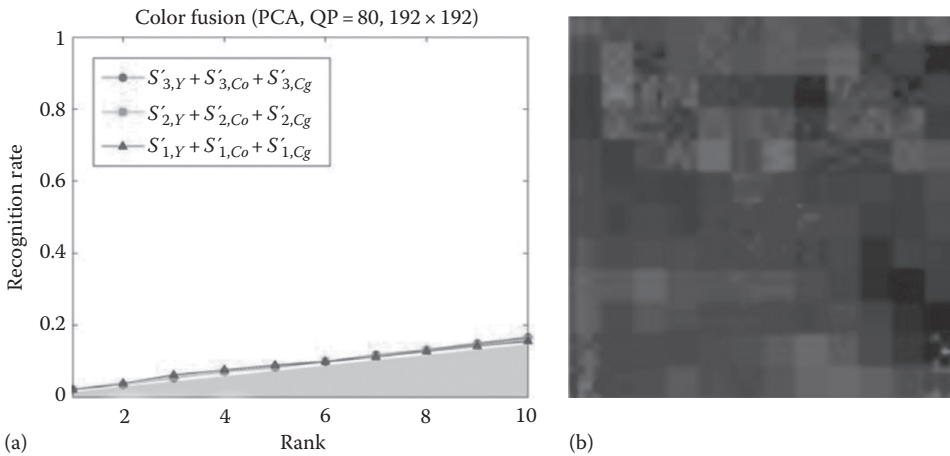 Color fusion (PCA, QP = 80, 192 × 192)
1
S′3,Y + S′3,Co + S′3,Cg
S′2,Y + S′2,Co + S′2,Cg
S′1,Y + S′1,Co + S′1,Cg
0.8
0.6
0.4
0.2
0
Recognition rate
2 4 6 8 10
Rank
(a)
(b)